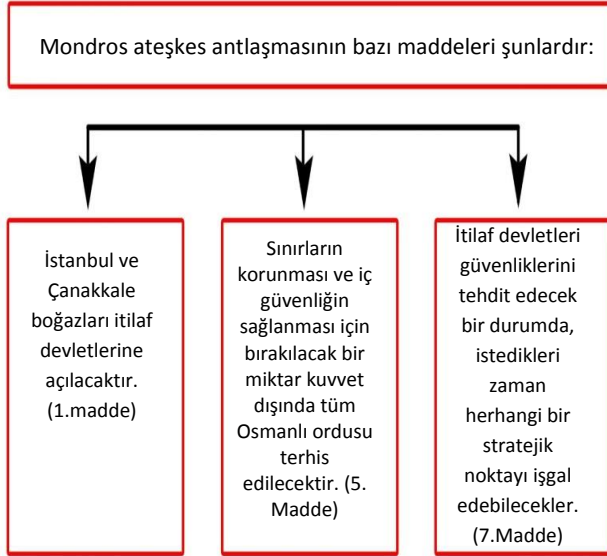 Mondros ateşkes antlaşmasının bazı maddeleri şunlardır:
İstanbul ve
Çanakkale
boğazları itilaf
devletlerine
açılacaktır.
(1.madde)
Sınırların
korunması ve iç
güvenliğin
sağlanması için
bırakılacak bir
miktar kuvvet
dışında tüm
Osmanlı ordusu
terhis
edilecektir. (5.
Madde)
İtilaf devletleri
güvenliklerini
tehdit edecek
bir durumda,
istedikleri
zaman
herhangi bir
stratejik
noktayı işgal
edebilecekler.
(7.Madde)